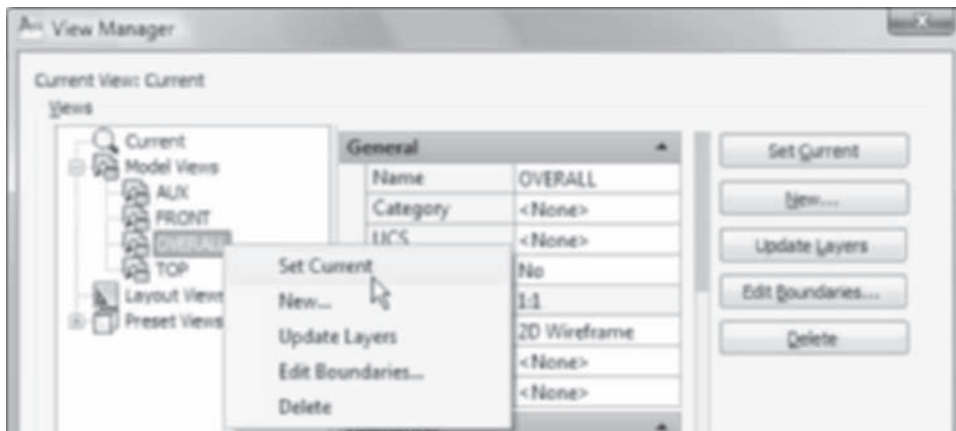 View Manager
Current View: Current
Views
Current
Model Views
AUX
FRONT
OVERALL
TOP
Layout Views
Preset Views
General
Name OVERALL
Category <None>
UCS <None>
No
1:1
2D Wireframe
<None>
<None>
Set Current
New...
Update Layers
Edit Boundaries...
Delete
Set Current
New...
Update Layers
Edit Boundaries...
Delete